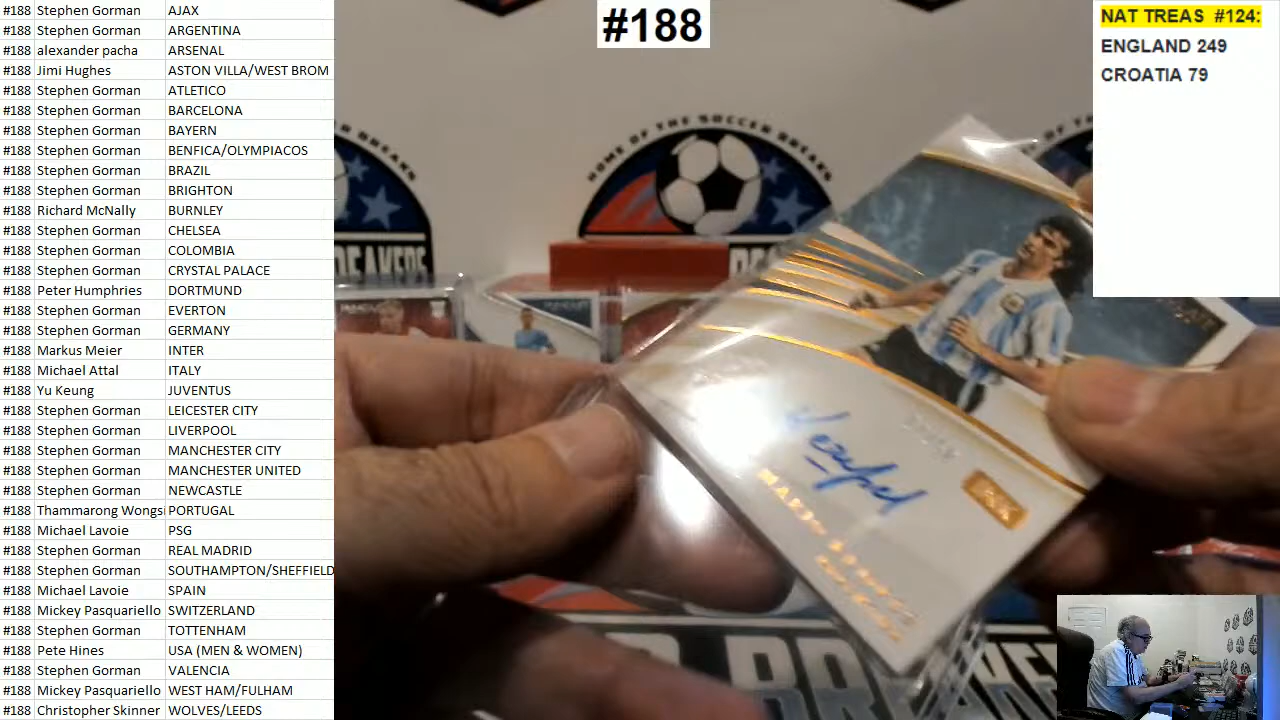 #188 Stephen Gorman AJAX
#188 Stephen Gorman ARGENTINA
#188 alexander pacha ARSENAL
#188 Jimi Hughes ASTON VILLA/WEST BROM
#188 Stephen Gorman ATLETICO
#188 Stephen Gorman BARCELONA
#188 Stephen Gorman BAYERN
#188 Stephen Gorman BENFICA/OLYMPIACOS
#188 Stephen Gorman BRAZIL
#188 Stephen Gorman BRIGHTON
#188 Richard McNally BURNLEY
#188 Stephen Gorman CHELSEA
#188 Stephen Gorman COLOMBIA
#188 Stephen Gorman CRYSTAL PALACE
#188 Peter Humphries DORTMUND
#188 Stephen Gorman EVERTON
#188 Stephen Gorman GERMANY
#188 Markus Meier INTER
#188 Michael Attal ITALY
#188 Yu Keung JUVENTUS
#188 Stephen Gorman LEICESTER CITY
#188 Stephen Gorman LIVERPOOL
#188 Stephen Gorman MANCHESTER CITY
#188 Stephen Gorman MANCHESTER UNITED
#188 Stephen Gorman NEWCASTLE
#188 Thammarong Wongsi PORTUGAL
#188 Michael Lavoie PSG
#188 Stephen Gorman REAL MADRID
#188 Stephen Gorman SOUTHAMPTON/SHEFFIELD
#188 Michael Lavoie SPAIN
#188 Mickey Pasquariello SWITZERLAND
#188 Stephen Gorman TOTTENHAM
#188 Pete Hines USA (MEN & WOMEN)
#188 Stephen Gorman VALENCIA
#188 Mickey Pasquariello WEST HAM/FULHAM
#188 Christopher Skinner WOLVES/LEEDS
#188
NAT TREAS #124:
ENGLAND 249
CROATIA 79
HOME OF THE SOCCER BREAKS